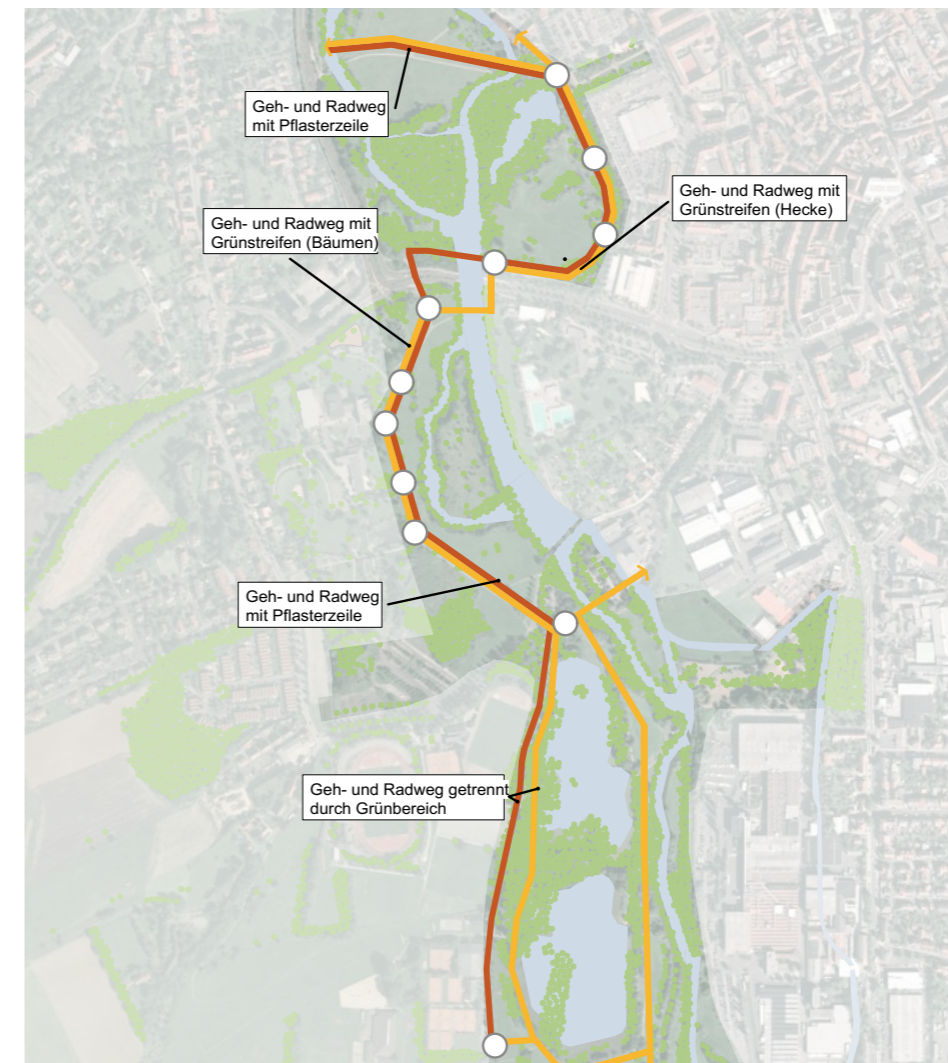 Geh- und Radweg
mit Pflasterzeile
Geh- und Radweg mit
Grünstreifen (Hecke)
Geh- und Radweg mit
Grünstreifen (Bäumen)
Geh- und Radweg
mit Pflasterzeile
Geh- und Radweg getrennt
durch Grünbereich